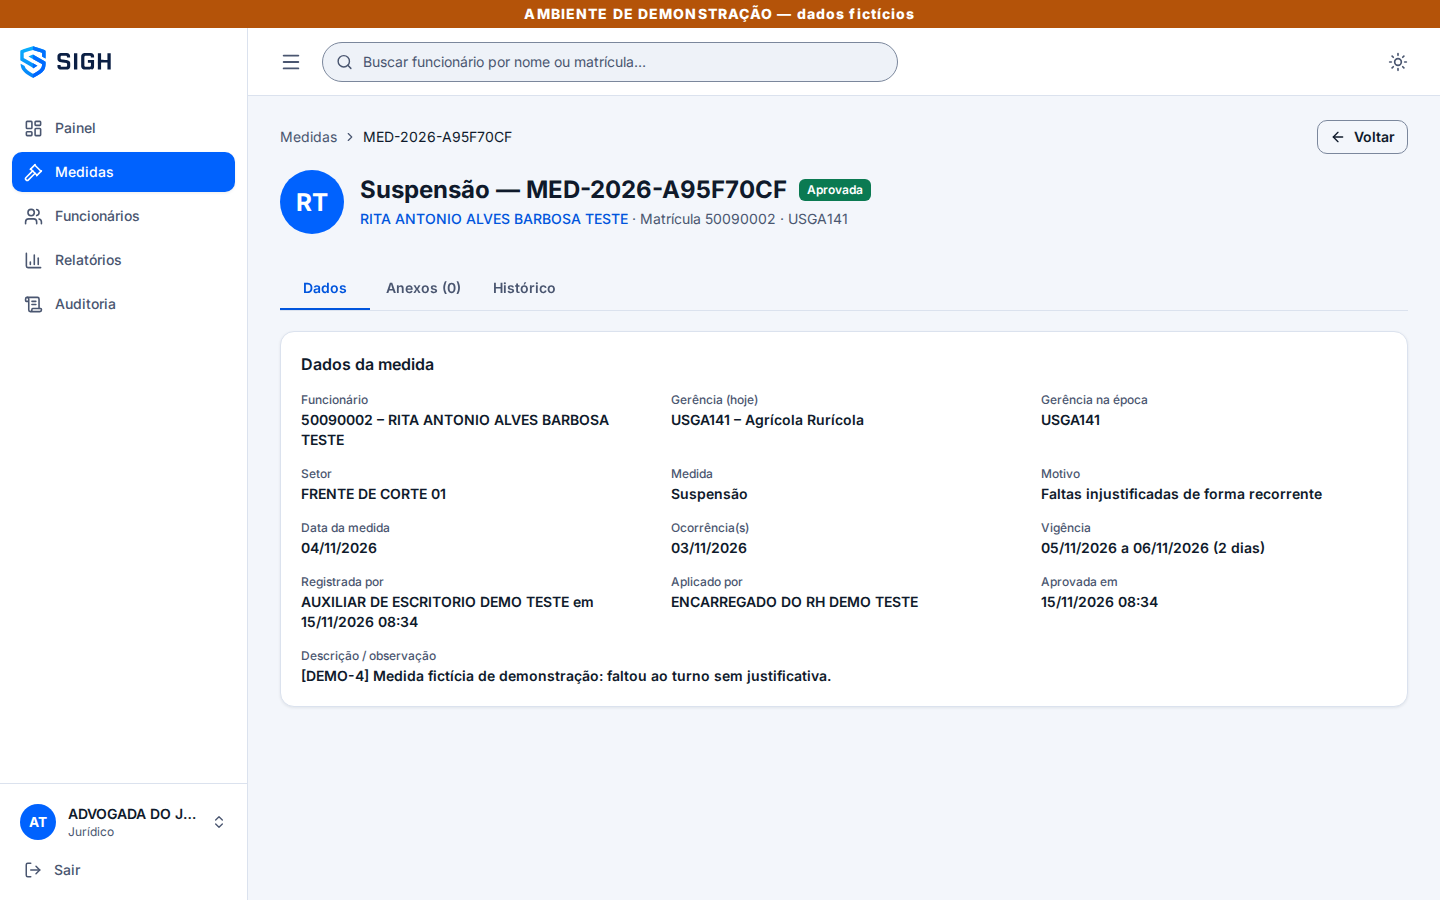 AMBIENTE DE DEMONSTRAÇÃO — dados fictícios
SIGH
Buscar funcionário por nome ou matrícula...
Painel
Medidas
Funcionários
Relatórios
Auditoria
Medidas > MED-2026-A95F70CF
Voltar
RT
Suspensão — MED-2026-A95F70CF
Aprovada
RITA ANTONIO ALVES BARBOSA TESTE · Matrícula 50090002 · USGA141
Dados
Anexos (0)
Histórico
Dados da medida
Funcionário
50090002 – RITA ANTONIO ALVES BARBOSA
TESTE
Gerência (hoje)
USGA141 – Agrícola Rurícola
Gerência na época
USGA141
Setor
FRENTE DE CORTE 01
Medida
Suspensão
Motivo
Faltas injustificadas de forma recorrente
Data da medida
04/11/2026
Ocorrência(s)
03/11/2026
Vigência
05/11/2026 a 06/11/2026 (2 dias)
Registrada por
AUXILIAR DE ESCRITORIO DEMO TESTE em
15/11/2026 08:34
Aplicado por
ENCARREGADO DO RH DEMO TESTE
Aprovada em
15/11/2026 08:34
Descrição / observação
[DEMO-4] Medida fictícia de demonstração: faltou ao turno sem justificativa.
AT
ADVOGADA DO J...
Jurídico
Sair